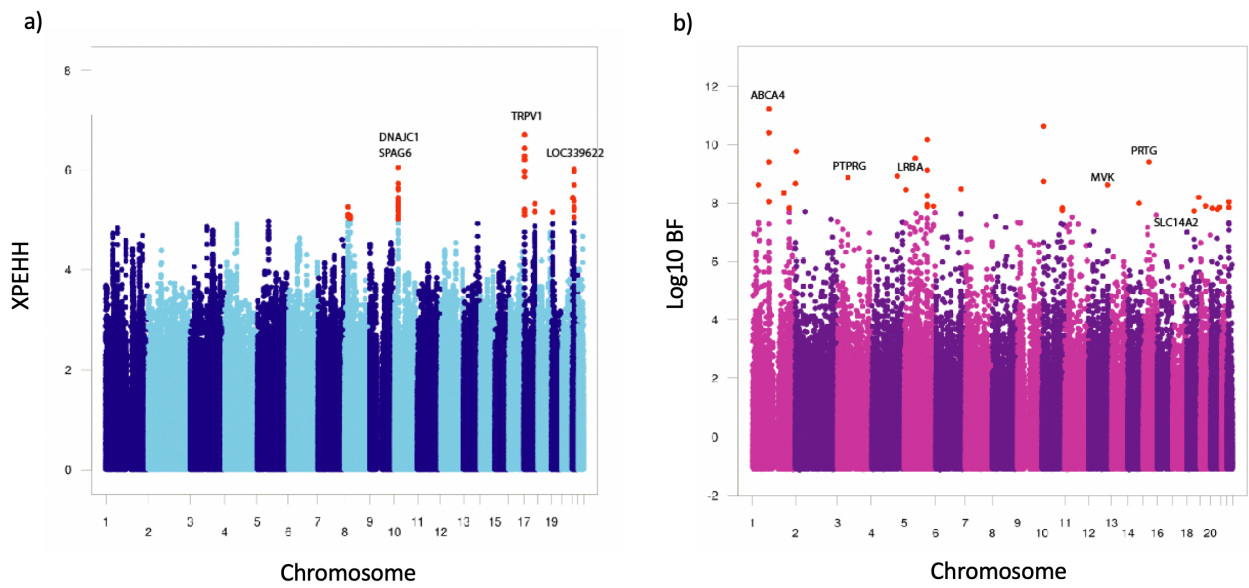 a)
8
6
4
2
0
XPEHH
DNAJC1
SPAG6
TRPV1
LOC339622
1 2 3 4 5 6 7 8 9 10 11 12 13 15 17 19
Chromosome
b)
12
10
8
6
4
2
0
-2
Log10 BF
ABCA4
PTPRG
LRBA
MVK
PRTG
SLC14A2
1 2 3 4 5 6 7 8 9 10 11 12 13 14 16 18 20
Chromosome